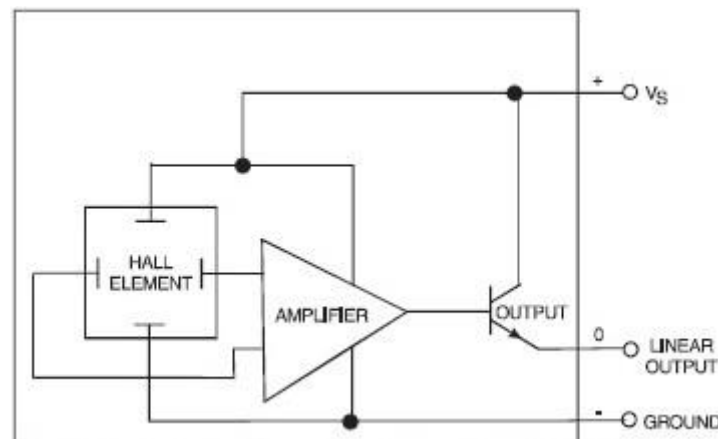 +
VS
HALL
ELEMENT
AMPLIFIER
OUTPUT
0
LINEAR
OUTPUT
-
GROUND